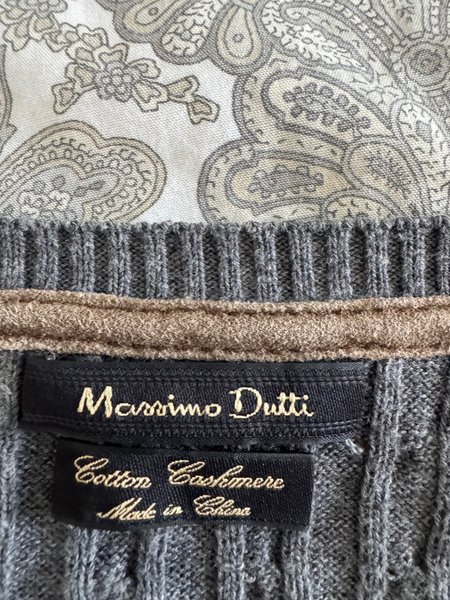 Massimo Dutti
Cotton Cashmere
Made in China